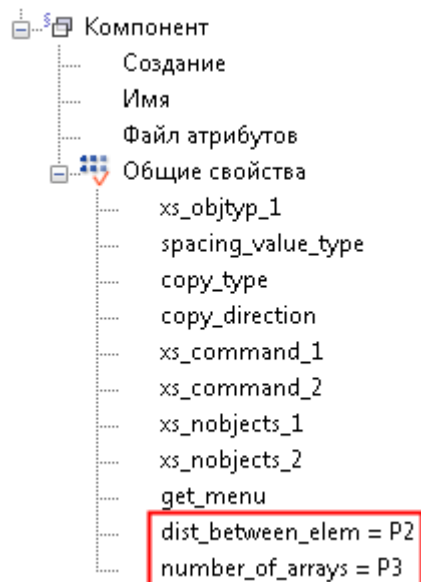 Компонент
Создание
Имя
Файл атрибутов
Общие свойства
xs_objtyp_1
spacing_value_type
copy_type
copy_direction
xs_command_1
xs_command_2
xs_nobjects_1
xs_nobjects_2
get_menu
dist_between_elem = P2
number_of_arrays = P3